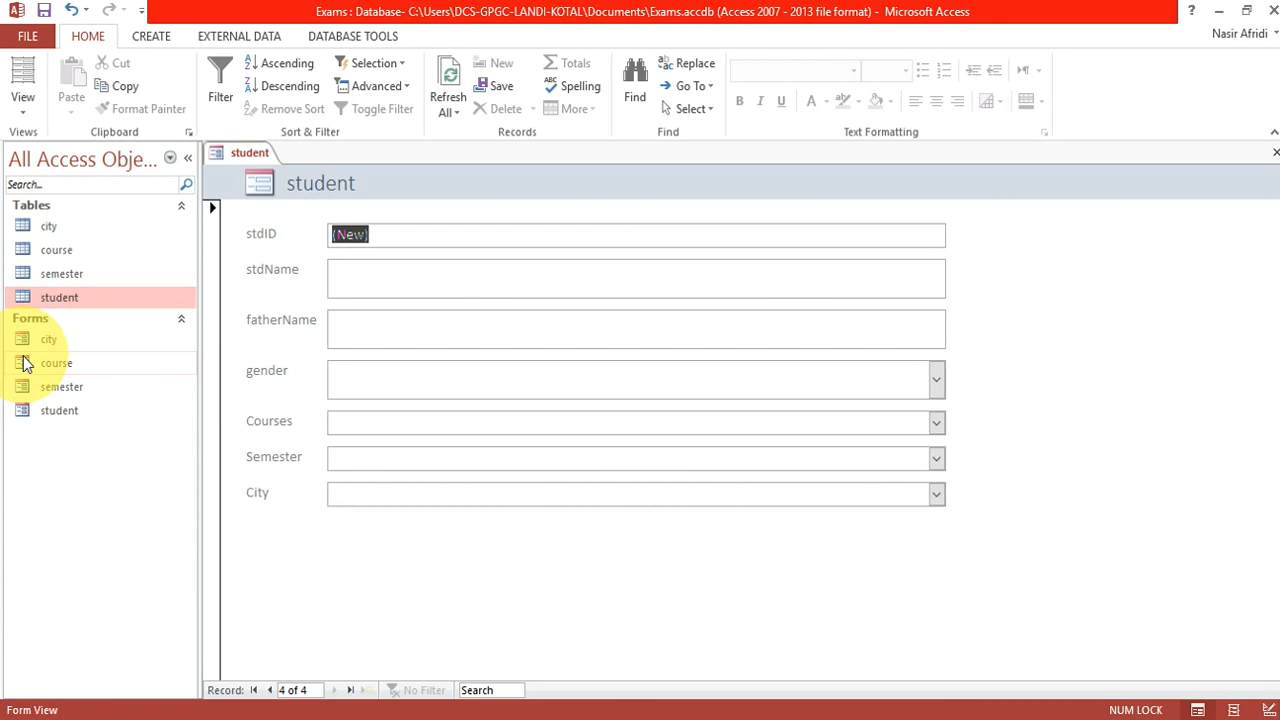 Exams : Database- C:\Users\DCS-GPGC-LANDI-KOTAL\Documents\Exams.accdb (Access 2007 - 2013 file format) - Microsoft Access
FILE HOME CREATE EXTERNAL DATA DATABASE TOOLS Nasir Afridi
View
Views
Paste
Cut
Copy
Format Painter
Clipboard
Filter
Ascending
Descending
Remove Sort
Selection
Advanced
Toggle Filter
Sort & Filter
Refresh
All
New
Save
Delete
Totals
Spelling
More
Records
Find
Replace
Go To
Select
Find
B I U A
Text Formatting
All Access Obje...
Search...
Tables
city
course
semester
student
Forms
city
course
semester
student
student
student
stdID (New)
stdName
fatherName
gender
Courses
Semester
City
Record: 4 of 4 No Filter Search
Form View NUM LOCK